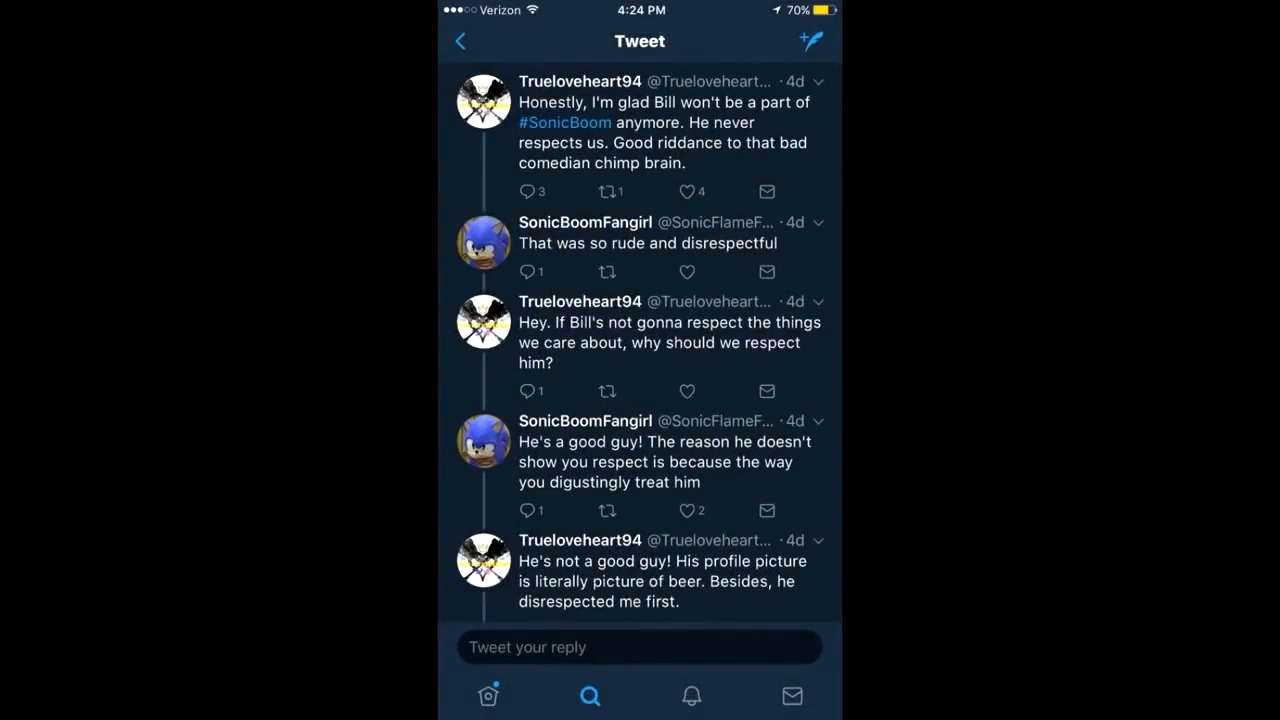 Verizon 4:24 PM 70%
Tweet
Trueloveheart94 @Trueloveheart... · 4d
Honestly, I'm glad Bill won't be a part of
#SonicBoom anymore. He never
respects us. Good riddance to that bad
comedian chimp brain.
3 1 4
SonicBoomFangirl @SonicFlameF... · 4d
That was so rude and disrespectful
1
Trueloveheart94 @Trueloveheart... · 4d
Hey. If Bill's not gonna respect the things
we care about, why should we respect
him?
1
SonicBoomFangirl @SonicFlameF... · 4d
He's a good guy! The reason he doesn't
show you respect is because the way
you digustingly treat him
1 2
Trueloveheart94 @Trueloveheart... · 4d
He's not a good guy! His profile picture
is literally picture of beer. Besides, he
disrespected me first.
Tweet your reply